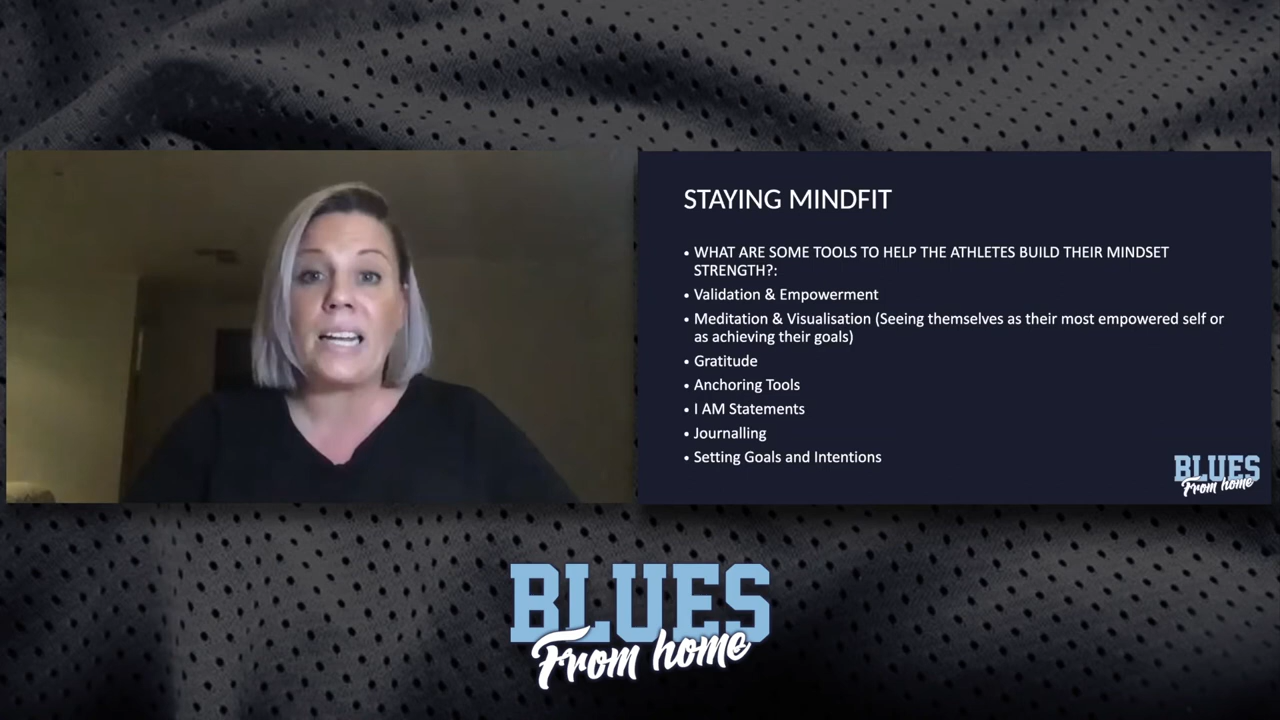 STAYING MINDFIT
• WHAT ARE SOME TOOLS TO HELP THE ATHLETES BUILD THEIR MINDSET
STRENGTH?:
• Validation & Empowerment
• Meditation & Visualisation (Seeing themselves as their most empowered self or
as achieving their goals)
• Gratitude
• Anchoring Tools
• I AM Statements
• Journalling
• Setting Goals and Intentions
BLUES
From home
BLUES
From home